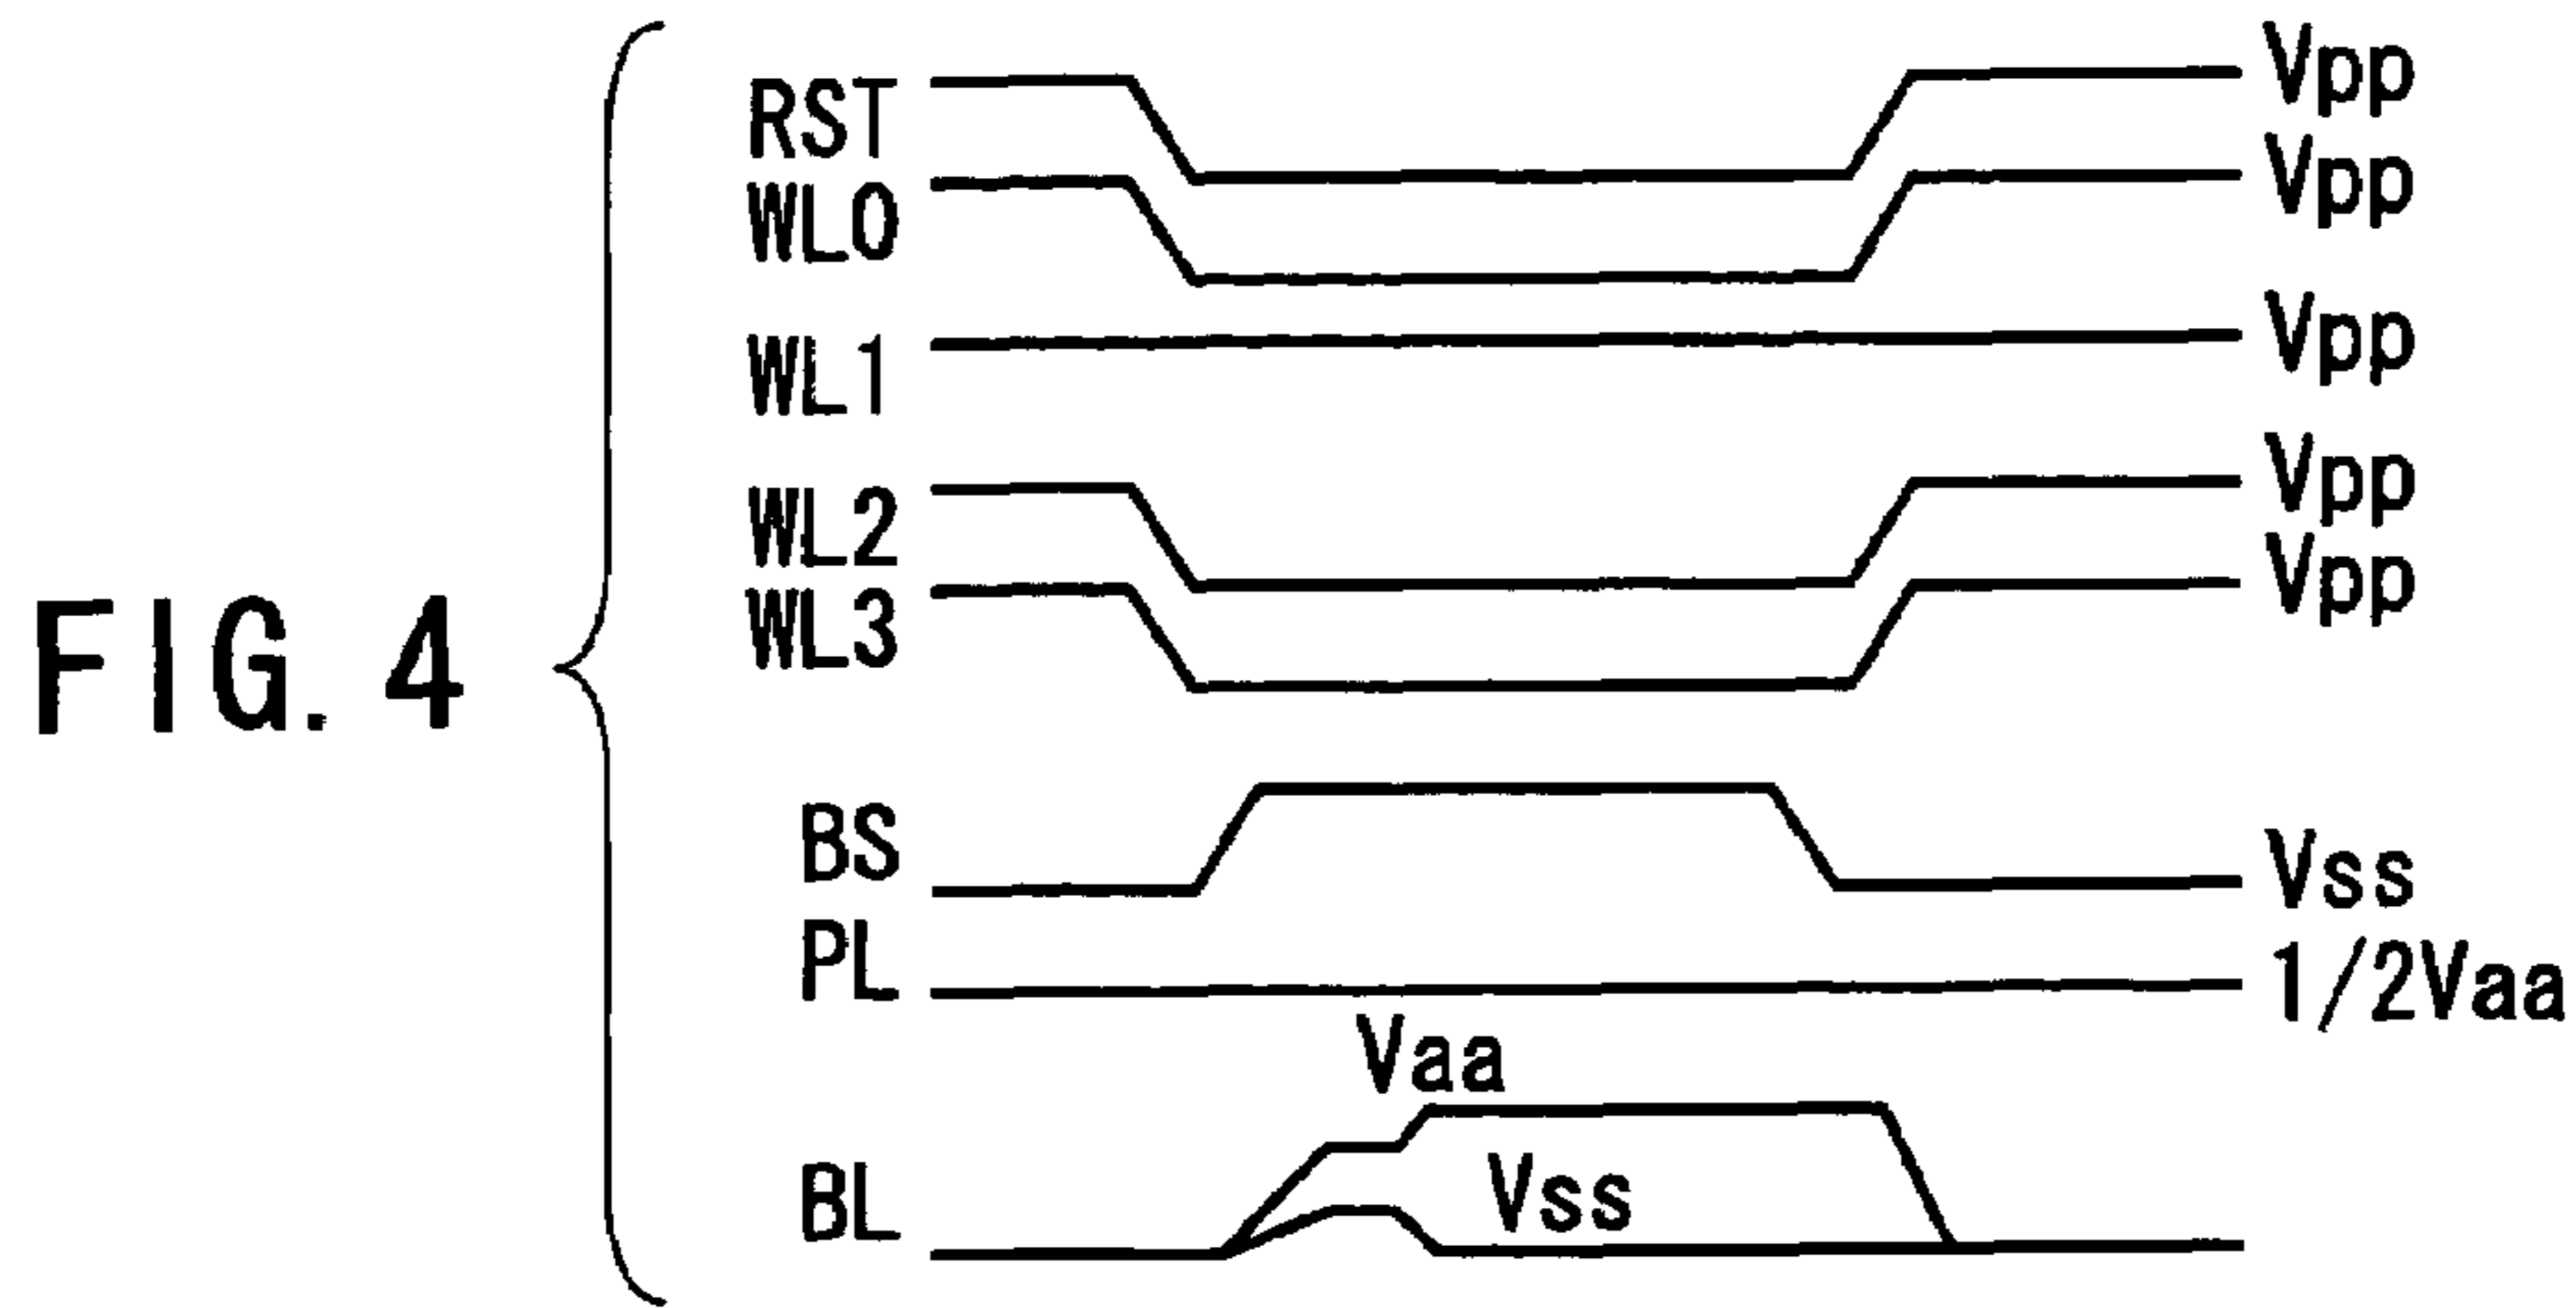 FIG. 4
RST Vpp
WL0 Vpp
WL1 Vpp
WL2 Vpp
WL3 Vpp
BS Vss
PL 1/2Vaa
Vaa
BL Vss